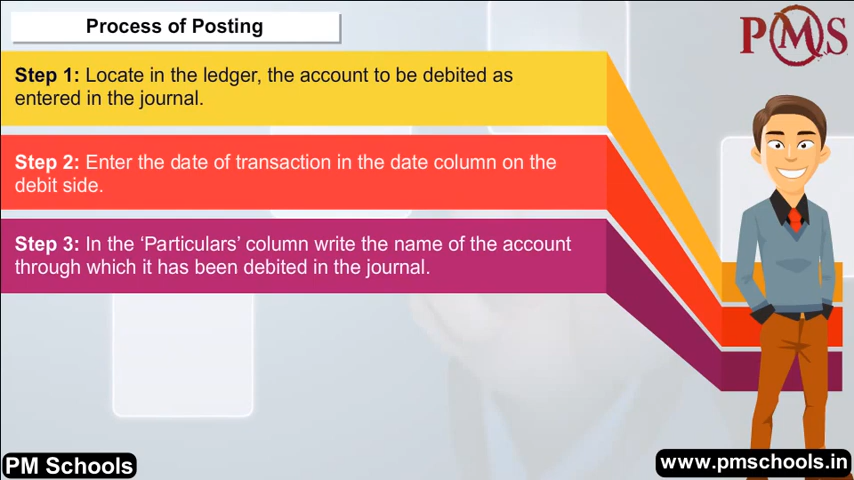 Process of Posting
PMS
Step 1: Locate in the ledger, the account to be debited as
entered in the journal.
Step 2: Enter the date of transaction in the date column on the
debit side.
Step 3: In the ‘Particulars’ column write the name of the account
through which it has been debited in the journal.
PM Schools
www.pmschools.in